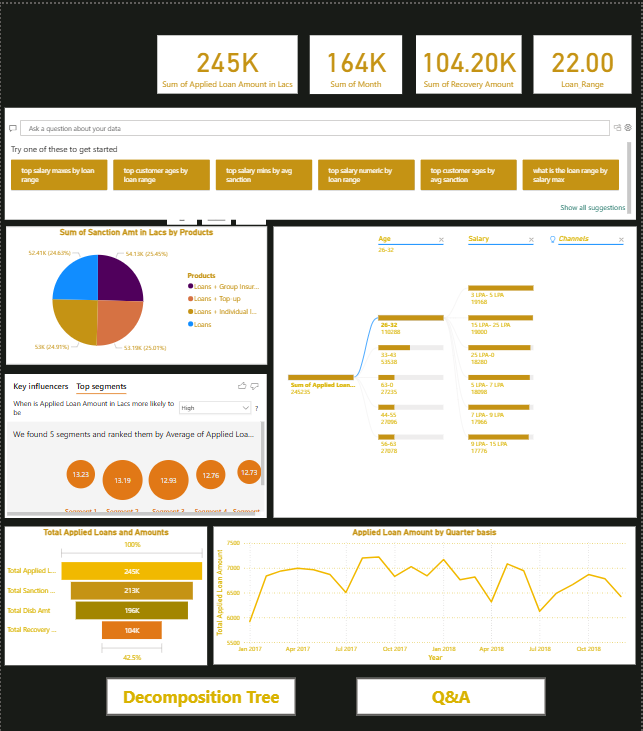 245K
Sum of Applied Loan Amount in Lacs
164K
Sum of Month
104.20K
Sum of Recovery Amount
22.00
Loan_Range
Ask a question about your data
Try one of these to get started
top salary maxes by loan
range
top customer ages by
loan range
top salary mins by avg
sanction
top salary numeric by
loan range
top customer ages by
avg sanction
what is the loan range by
salary max
Show all suggestions
Sum of Sanction Amt in Lacs by Products
52.41K (24.63%)
54.13K (25.45%)
53K (24.91%)
53.19K (25.01%)
Products
Loans + Group Insur...
Loans + Top up
Loans + Individual I...
Loans
Age
26-32
Salary
Channels
Sum of Applied Loan...
245235
26-32
110288
33-43
53538
63-0
27235
44-55
27096
56-63
27078
3 LPA- 5 LPA
19168
15 LPA- 25 LPA
19000
25 LPA-0
18280
5 LPA- 7 LPA
18098
7 LPA- 9 LPA
17966
9 LPA- 15 LPA
17776
Key influencers
Top segments
When is Applied Loan Amount in Lacs more likely to
be
High
?
We found 5 segments and ranked them by Average of Applied Loa...
13.23
13.19
12.93
12.76
12.73
Segment 1
Segment 2
Segment 3
Segment 4
Segment
Total Applied Loans and Amounts
100%
Total Applied L...
245K
Total Sanction ...
213K
Total Disb Amt
196K
Total Recovery ...
104K
42.5%
Applied Loan Amount by Quarter basis
Total Applied Loan Amount
7500
7000
6500
6000
5500
Jan 2017
Apr 2017
Jul 2017
Oct 2017
Jan 2018
Apr 2018
Jul 2018
Oct 2018
Year
Decomposition Tree
Q&A